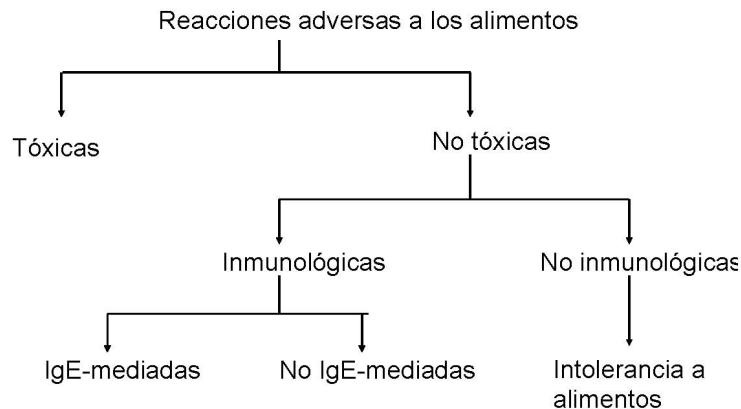 Reacciones adversas a los alimentos
Tóxicas
No tóxicas
Inmunológicas
No inmunológicas
IgE-mediadas
No IgE-mediadas
Intolerancia a
alimentos